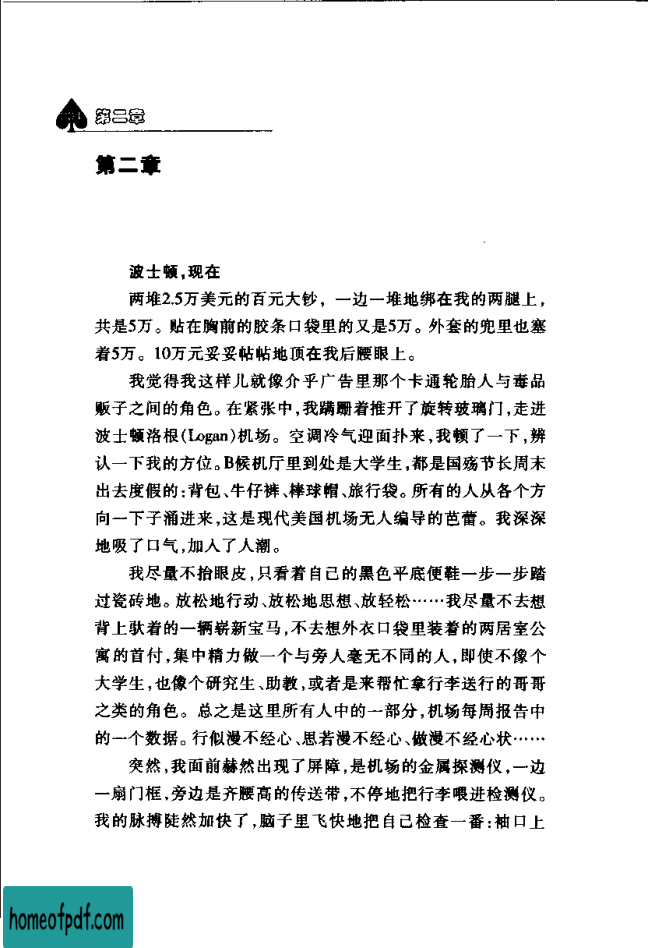 第二章
第二章
波士顿,现在
两堆2.5万美元的百元大钞，一边一堆地绑在我的两腿上，
共是5万。贴在胸前的胶条口袋里的又是5万。外套的兜里也塞
着5万。10万元妥妥帖帖地顶在我后腰眼上。
我觉得我这样儿就像介乎广告里那个卡通轮胎人与毒品
贩子之间的角色。在紧张中,我蹒跚着推开了旋转玻璃门,走进
波士顿洛根(Logan)机场。空调冷气迎面扑来,我顿了一下,辨
认一下我的方位。B候机厅里到处是大学生,都是国殇节长周末
出去度假的:背包、牛仔裤、棒球帽、旅行袋。所有的人从各个方
向一下子涌进来,这是现代美国机场无人编导的芭蕾。我深深
地吸了口气,加入了人潮。
我尽量不抬眼皮,只看着自己的黑色平底便鞋一步一步踏
过瓷砖地。放松地行动、放松地思想、放轻松……我尽量不去想
背上驮着的一辆崭新宝马,不去想外衣口袋里装着的两居室公
寓的首付,集中精力做一个与旁人毫无不同的人,即使不像个
大学生,也像个研究生、助教,或者是来帮忙拿行李送行的哥哥
之类的角色。总之是这里所有人中的一部分,机场每周报告中
的一个数据。行似漫不经心、思若漫不经心、做漫不经心状……
突然,我面前赫然出现了屏障,是机场的金属探测仪,一边
一扇门框,旁边是齐腰高的传送带,不停地把行李喂进检测仪。
我的脉搏陡然加快了,脑子里飞快地把自己检查一番:袖口上
homeofpdf.com